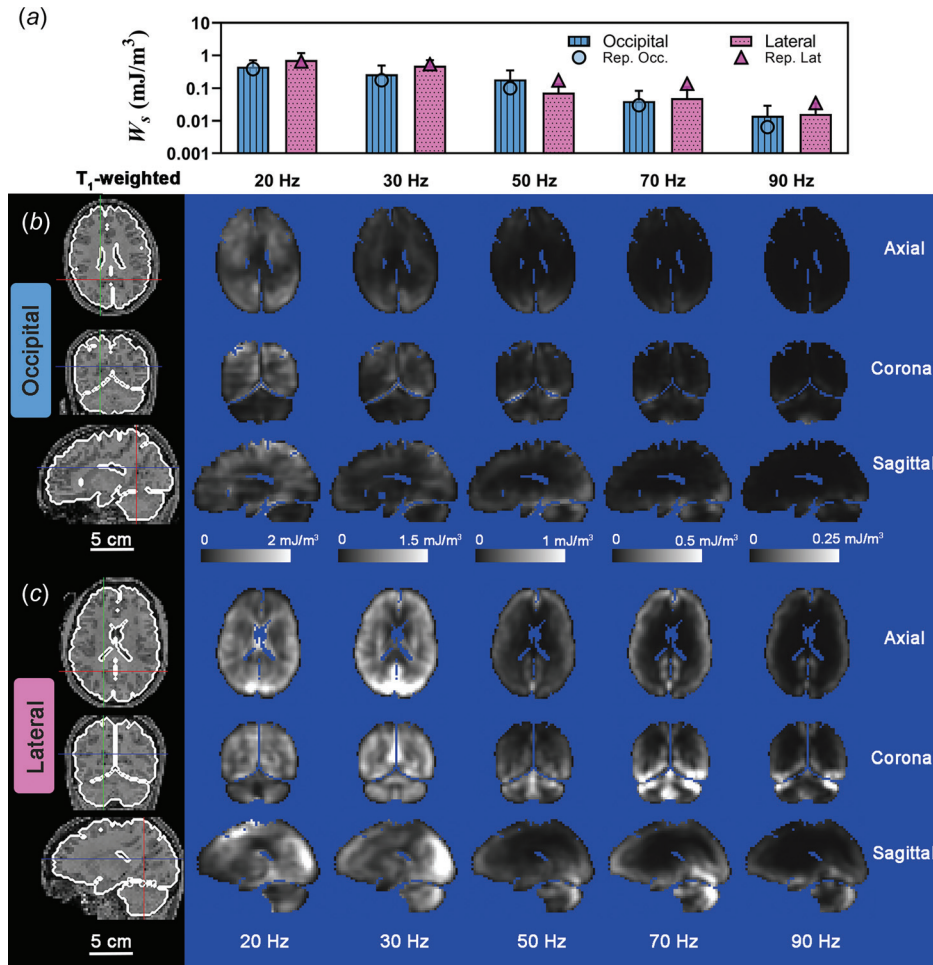 (a)
10
1
0.1
0.01
0.001
Wₛ (mJ/m³)
Occipital
Lateral
Rep. Occ.
Rep. Lat
T₁-weighted
20 Hz 30 Hz 50 Hz 70 Hz 90 Hz
(b)
Occipital
Axial
Corona
Sagittal
5 cm
0 2 mJ/m³
0 1.5 mJ/m³
0 1 mJ/m³
0 0.5 mJ/m³
0 0.25 mJ/m³
(c)
Lateral
Axial
Corona
Sagittal
5 cm
20 Hz 30 Hz 50 Hz 70 Hz 90 Hz